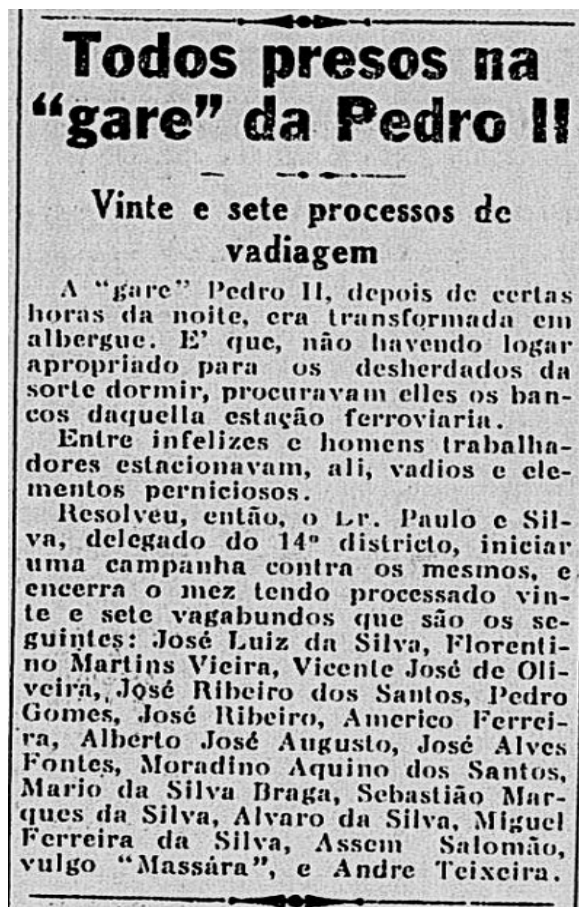 Todos presos na
“gare” da Pedro II
Vinte e sete processos de
vadiagem
A “gare” Pedro II, depois de certas
horas da noite, era transformada em
albergue. E' que, não havendo logar
apropriado para os desherdados da
sorte dormir, procuravam elles os ban-
cos daquella estação ferroviaria.
Entre infelizes e homens trabalha-
dores estacionavam, ali, vadios e ele-
mentos perniciosos.
Resolveu, então, o Lr. Paulo e Sil-
va, delegado do 14º districto, iniciar
uma campanha contra os mesmos, e
encerra o mez tendo processado vin-
te e sete vagabundos que são os se-
guintes: José Luiz da Silva, Florenti-
no Martins Vieira, Vicente José de Oli-
veira, José Ribeiro dos Santos, Pedro
Gomes, José Ribeiro, Americo Ferrei-
ra, Alberto José Augusto, José Alves
Fontes, Moradino Aquino dos Santos,
Mario da Silva Braga, Sebastião Mar-
ques da Silva, Alvaro da Silva, Miguel
Ferreira da Silva, Assem Salomão,
vulgo “Massára”, e Andre Teixeira.